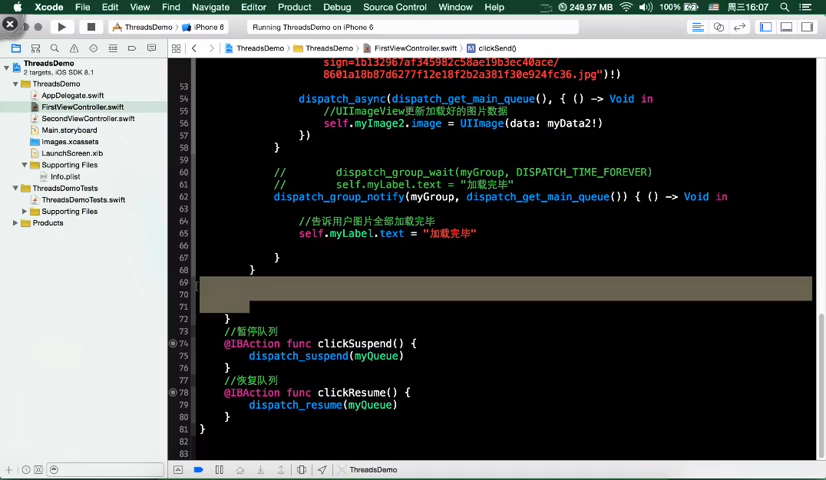 Xcode File Edit View Find Navigate Editor Product Debug Source Control Window Help 249.97 MB 100% 周三16:07
ThreadsDemo iPhone 6 Running ThreadsDemo on iPhone 6
ThreadsDemo ThreadsDemo FirstViewController.swift clickSend()
ThreadsDemo
2 targets, iOS SDK 8.1
ThreadsDemo
AppDelegate.swift
FirstViewController.swift
SecondViewController.swift
Main.storyboard
Images.xcassets
LaunchScreen.xib
Supporting Files
Info.plist
ThreadsDemoTests
ThreadsDemoTests.swift
Supporting Files
Products
sign=1b132967af345982c58ae19b3ec40ace/
8601a18b87d6277f12e18f2b2a381f30e924fc36.jpg")!)
53
54 dispatch_async(dispatch_get_main_queue(), { () -> Void in
55 //UIImageView更新加载好的图片数据
56 self.myImage2.image = UIImage(data: myData2!)
57 })
58 }
59
60 // dispatch_group_wait(myGroup, DISPATCH_TIME_FOREVER)
61 // self.myLabel.text = "加载完毕"
62 dispatch_group_notify(myGroup, dispatch_get_main_queue()) { () -> Void in
63
64 //告诉用户图片全部加载完毕
65 self.myLabel.text = "加载完毕"
66
67 }
68 }
69
70
71
72 }
73 //暂停队列
74 @IBAction func clickSuspend() {
75 dispatch_suspend(myQueue)
76 }
77 //恢复队列
78 @IBAction func clickResume() {
79 dispatch_resume(myQueue)
80 }
81 }
82
83
ThreadsDemo